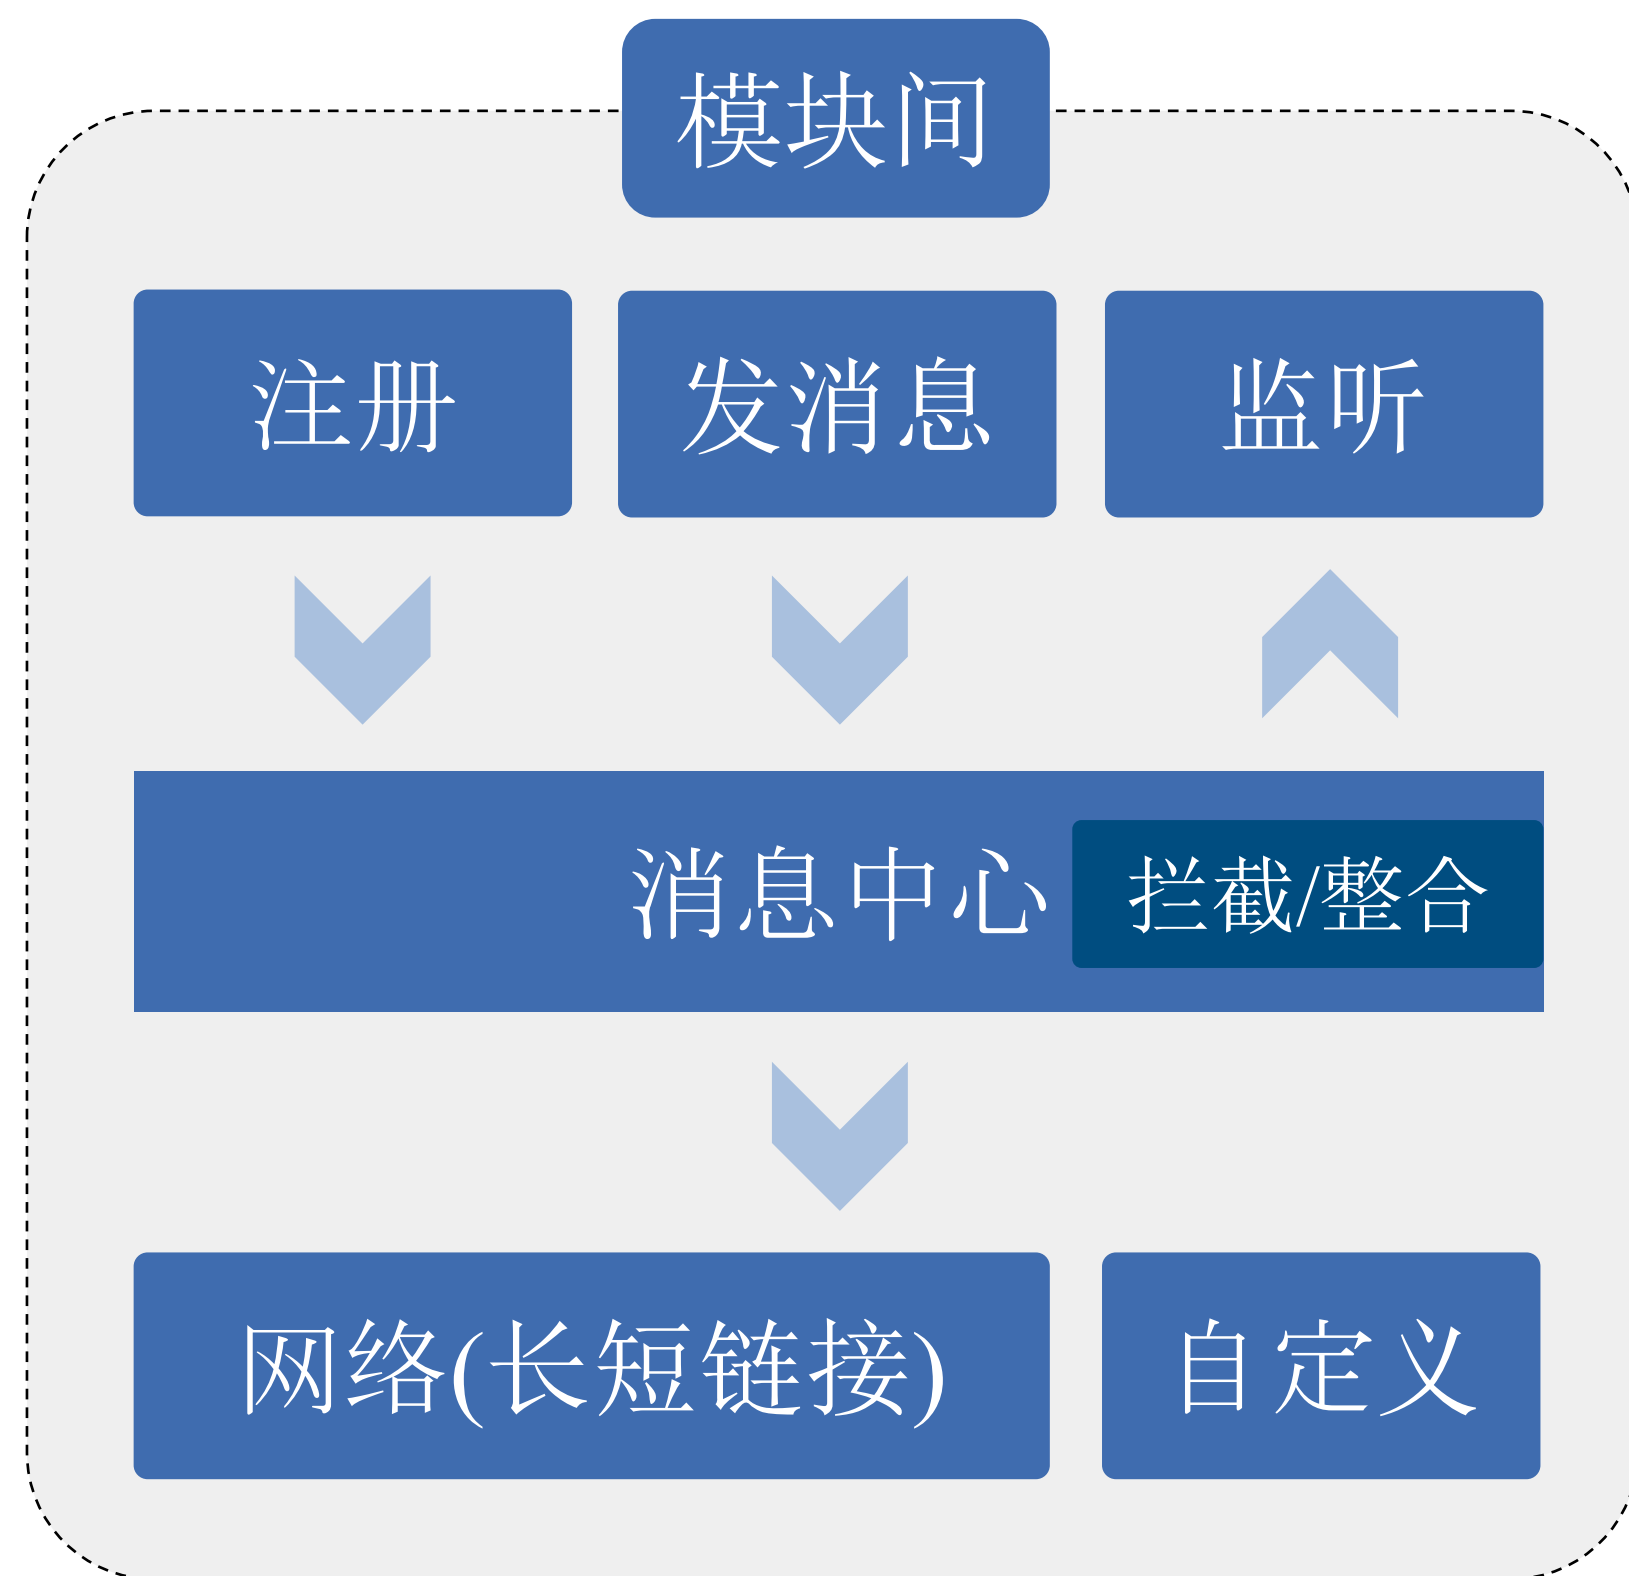 模块间
注册
发消息
监听
消息中心
拦截/整合
网络(长短链接)
自定义